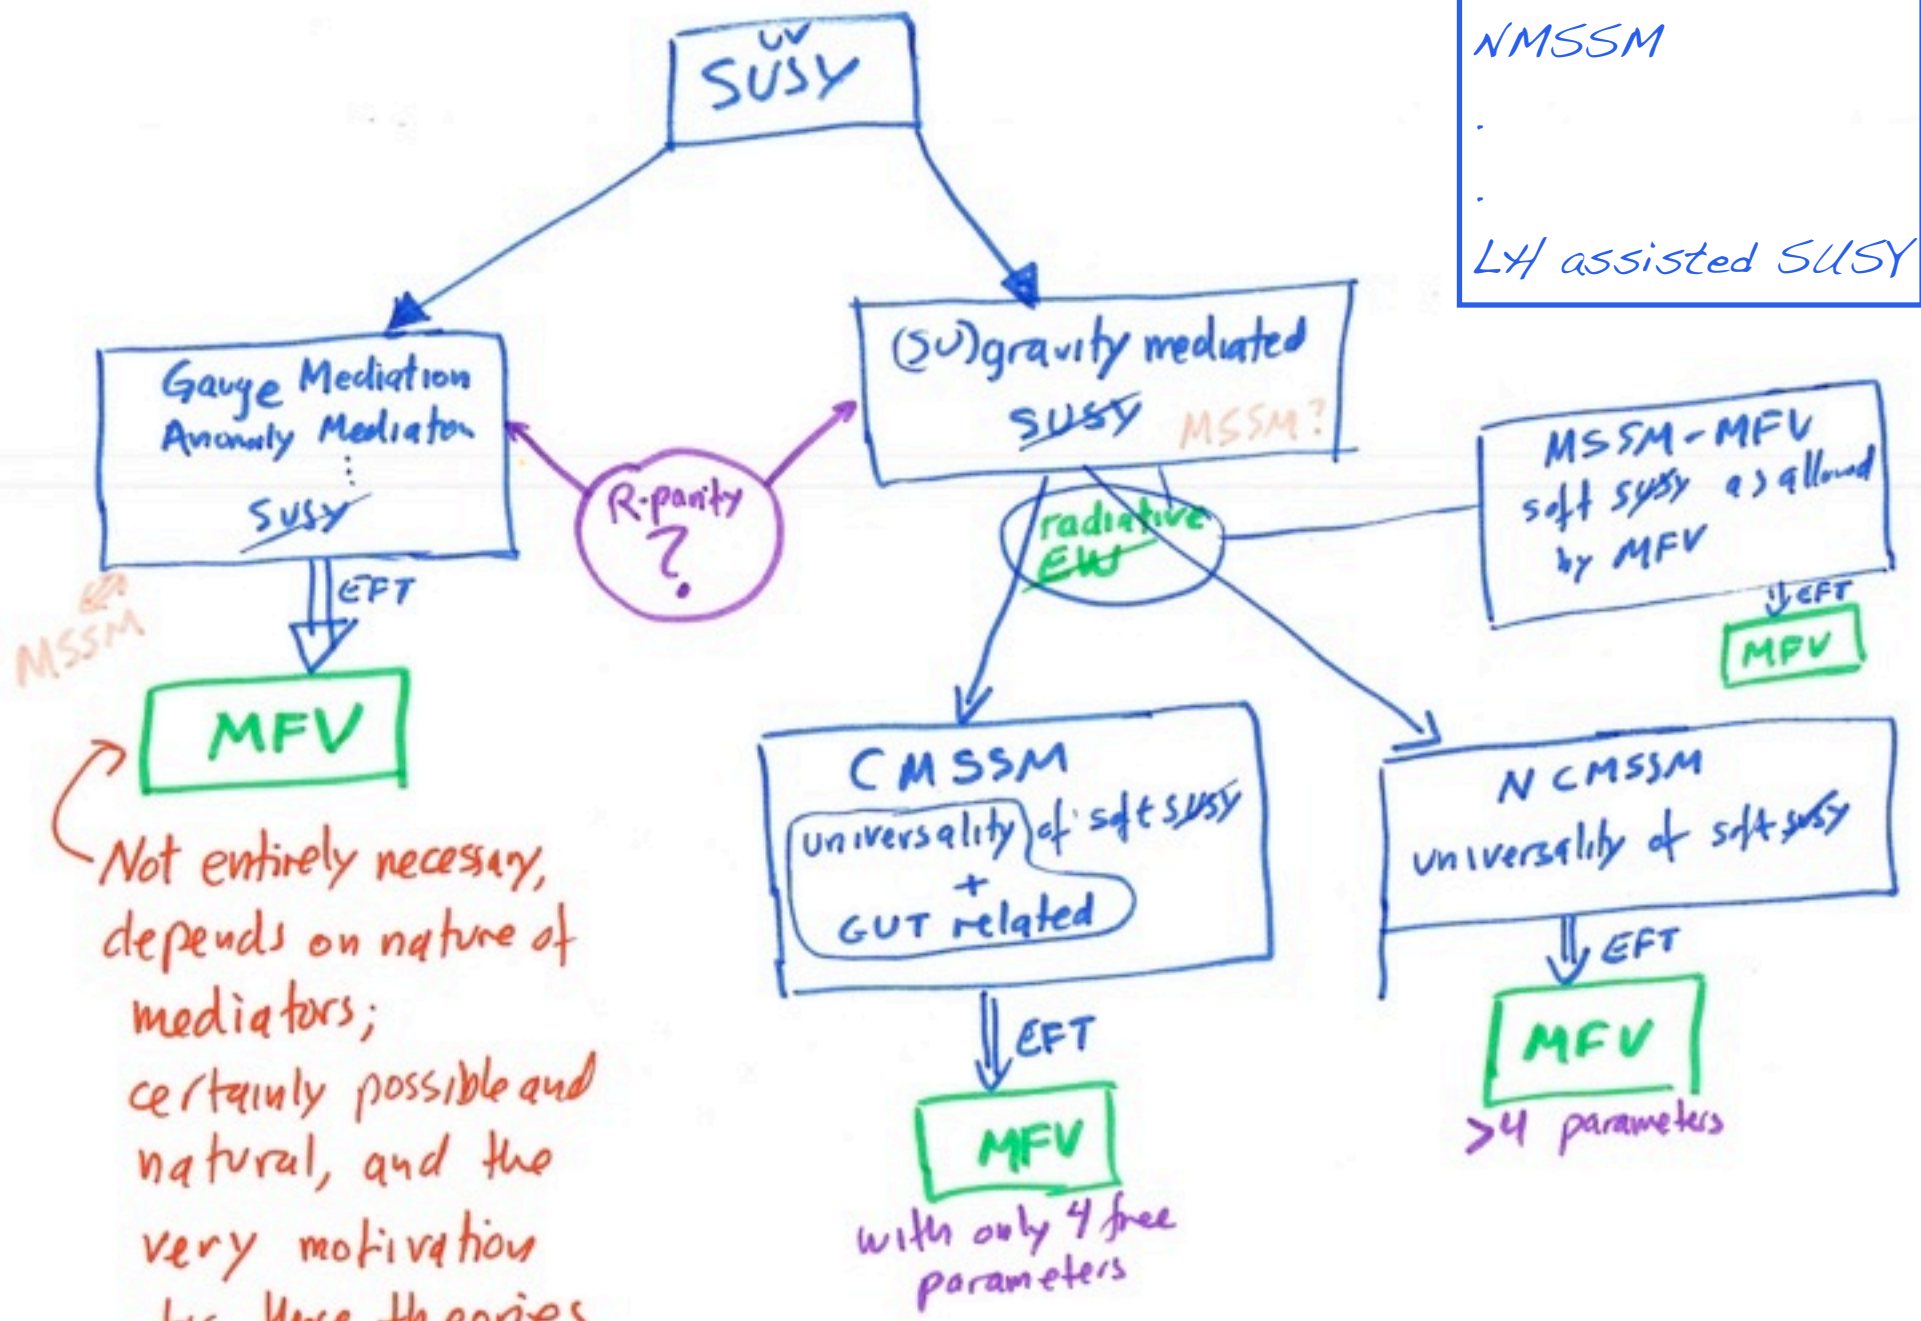 UV
SUSY
NMSSM
.
.
LH assisted SUSY
Gauge Mediation
Anomaly Mediaton
SUSY
(SU)gravity mediated
SUSY MSSM?
R-parity
?
radiative
EW
MSSM-MFV
soft SUSY as allowed
by MFV
EFT
MFV
MSSM
EFT
MFV
CMSSM
universality of soft SUSY
+
GUT related
EFT
MFV
with only 4 free
parameters
NCMSSM
universality of soft SUSY
EFT
MFV
>4 parameters
Not entirely necessary,
depends on nature of
mediators;
certainly possible and
natural, and the
very motivation
these theories